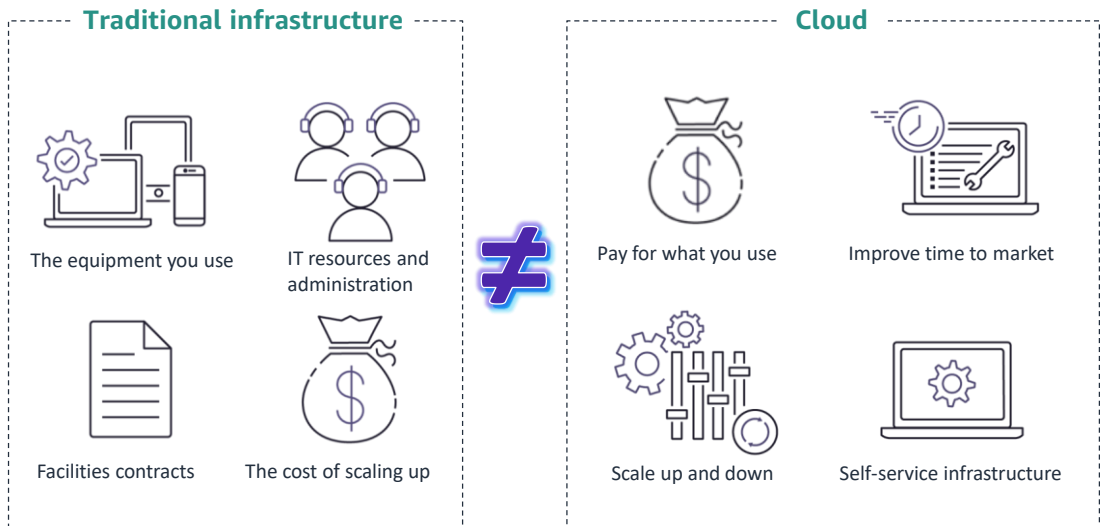 Traditional infrastructure
The equipment you use
IT resources and
administration
Facilities contracts
The cost of scaling up
≠
Cloud
Pay for what you use
Improve time to market
Scale up and down
Self-service infrastructure